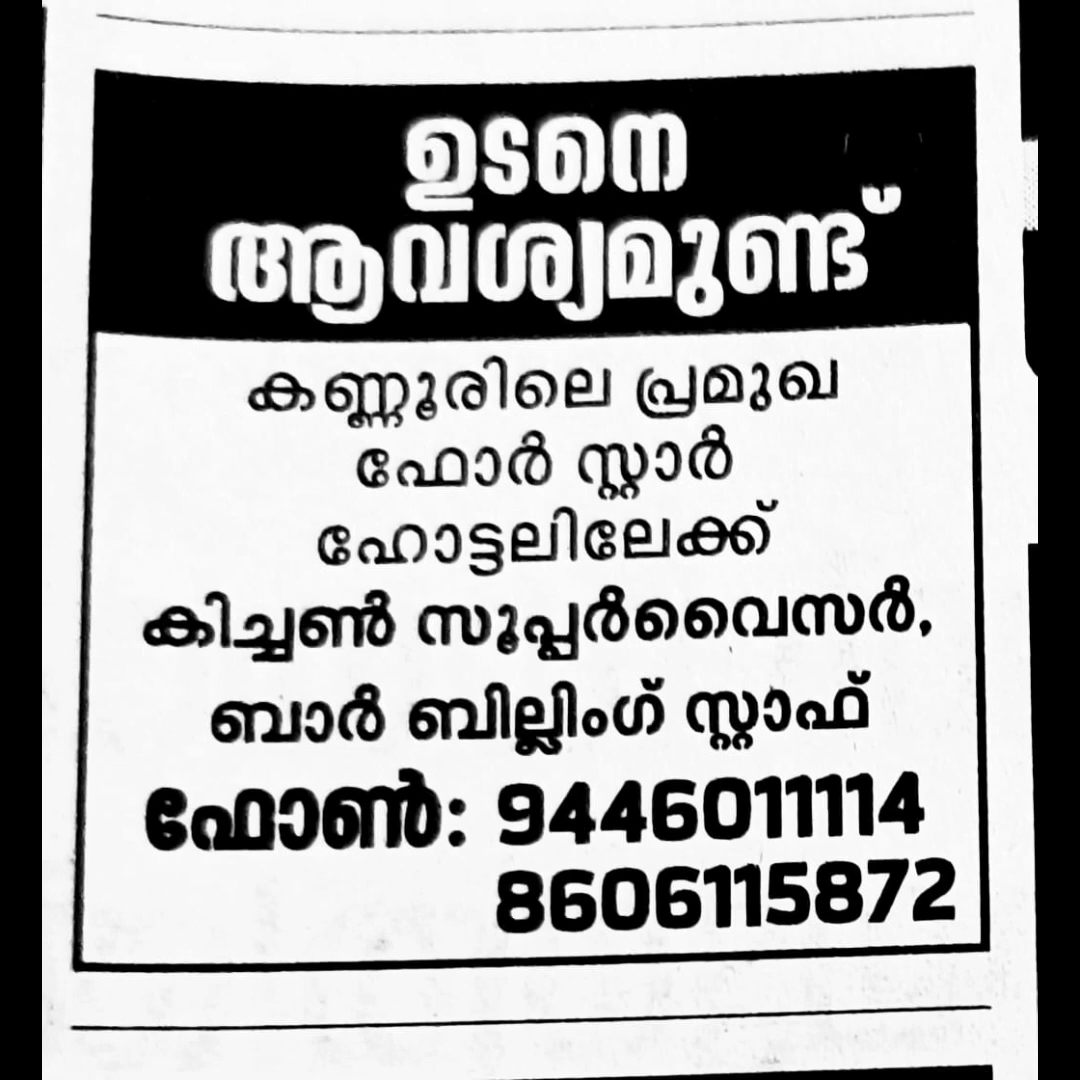 ഉടനെ
ആവശ്യമുണ്ട്
കണ്ണൂരിലെ പ്രമുഖ
ഫോർ സ്റ്റാർ
ഹോട്ടലിലേക്ക്
കിച്ചൺ സൂപ്പർവൈസർ,
ബാർ ബില്ലിംഗ് സ്റ്റാഫ്
ഫോൺ: 9446011114
8606115872